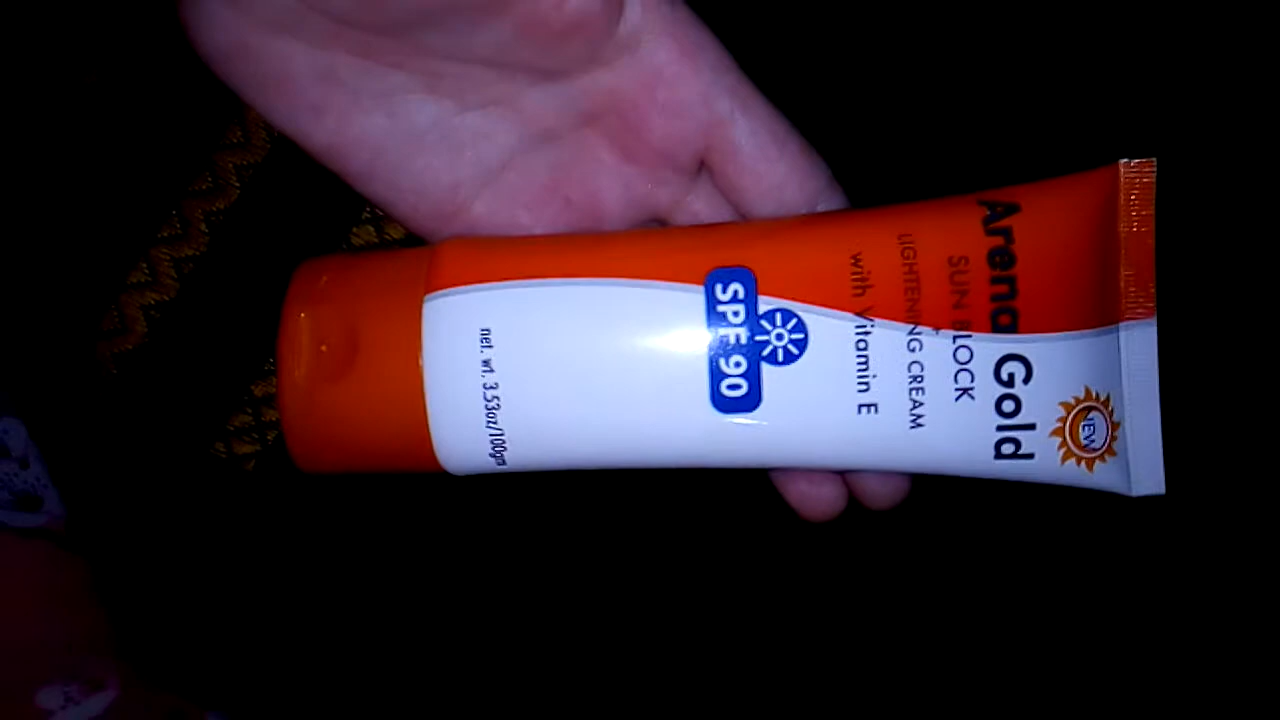 NEW
Arena Gold
SUN BLOCK
LIGHTENING CREAM
with Vitamin E
SPF 90
net. wt. 3.53oz/100gm